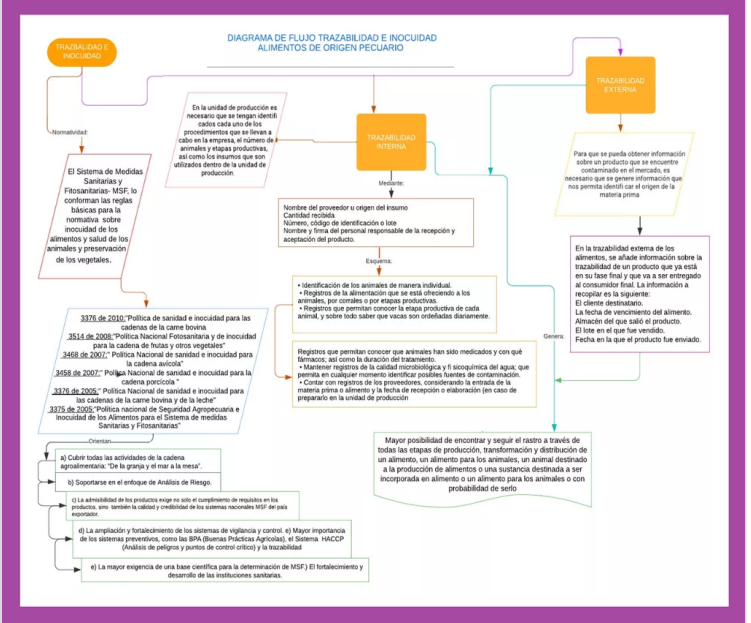 DIAGRAMA DE FLUJO TRAZABILIDAD E INOCUIDAD
ALIMENTOS DE ORIGEN PECUARIO
TRAZBALIDAD E
INOCUIDAD
Normatividad:
El Sistema de Medidas
Sanitarias y
Fitosanitarias- MSF, lo
conforman las reglas
básicas para la
normativa sobre
inocuidad de los
alimentos y salud de los
animales y preservación
de los vegetales.
3376 de 2010:"Política de sanidad e inocuidad para las
cadenas de la carne bovina
3514 de 2008:"Política Nacional Fotosanitaria y de inocuidad
para la cadena de frutas y otros vegetales"
3468 de 2007:" Política Nacional de sanidad e inocuidad para
la cadena avícola"
3458 de 2007:" Política Nacional de sanidad e inocuidad para la
cadena porcícola "
3376 de 2005:" Política Nacional de sanidad e inocuidad para
las cadenas de la carne bovina y de la leche"
3375 de 2005:"Política nacional de Seguridad Agropecuaria e
Inocuidad de los Alimentos para el Sistema de medidas
Sanitarias y Fitosanitarias"
Orientan
a) Cubrir todas las actividades de la cadena
agroalimentaria: "De la granja y el mar a la mesa".
b) Soportarse en el enfoque de Análisis de Riesgo.
c) La admisibilidad de los productos exige no solo el cumplimiento de requisitos en los
productos, sino también la calidad y credibilidad de los sistemas nacionales MSF del país
exportador.
d) La ampliación y fortalecimiento de los sistemas de vigilancia y control. e) Mayor importancia
de los sistemas preventivos, como las BPA (Buenas Prácticas Agrícolas), el Sistema HACCP
(Análisis de peligros y puntos de control crítico) y la trazabilidad
e) La mayor exigencia de una base científica para la determinación de MSF.) El fortalecimiento y
desarrollo de las instituciones sanitarias.
En la unidad de producción es
necesario que se tengan identifi
cados cada uno de los
procedimientos que se llevan a
cabo en la empresa, el número de
animales y etapas productivas,
así como los insumos que son
utilizados dentro de la unidad de
producción.
TRAZABILIDAD
INTERNA
Mediante:
Nombre del proveedor u origen del insumo
Cantidad recibida
Número, código de identificación o lote
Nombre y firma del personal responsable de la recepción y
aceptación del producto.
Esquema:
• Identificación de los animales de manera individual.
• Registros de la alimentación que se está ofreciendo a los
animales, por corrales o por etapas productivas.
• Registros que permitan conocer la etapa productiva de cada
animal, y sobre todo saber que vacas son ordeñadas diariamente.
Registros que permitan conocer que animales han sido medicados y con qué
fármacos; así como la duración del tratamiento.
• Mantener registros de la calidad microbiológica y fi sicoquímica del agua; que
permita en cualquier momento identificar posibles fuentes de contaminación.
• Contar con registros de los proveedores, considerando la entrada de la
materia prima o alimento y la fecha de recepción o elaboración (en caso de
prepararlo en la unidad de producción
TRAZABILIDAD
EXTERNA
Para que se pueda obtener información
sobre un producto que se encuentre
contaminado en el mercado, es
necesario que se genere información que
nos permita identifi car el origen de la
materia prima
En la trazabilidad externa de los
alimentos, se añade información sobre la
trazabilidad de un producto que ya está
en su fase final y que va a ser entregado
al consumidor final. La información a
recopilar es la siguiente:
El cliente destinatario.
La fecha de vencimiento del alimento.
Almacén del que salió el producto.
El lote en el que fue vendido.
Fecha en la que el producto fue enviado.
Genera:
Mayor posibilidad de encontrar y seguir el rastro a través de
todas las etapas de producción, transformación y distribución de
un alimento, un alimento para los animales, un animal destinado
a la producción de alimentos o una sustancia destinada a ser
incorporada en alimento o un alimento para los animales o con
probabilidad de serlo